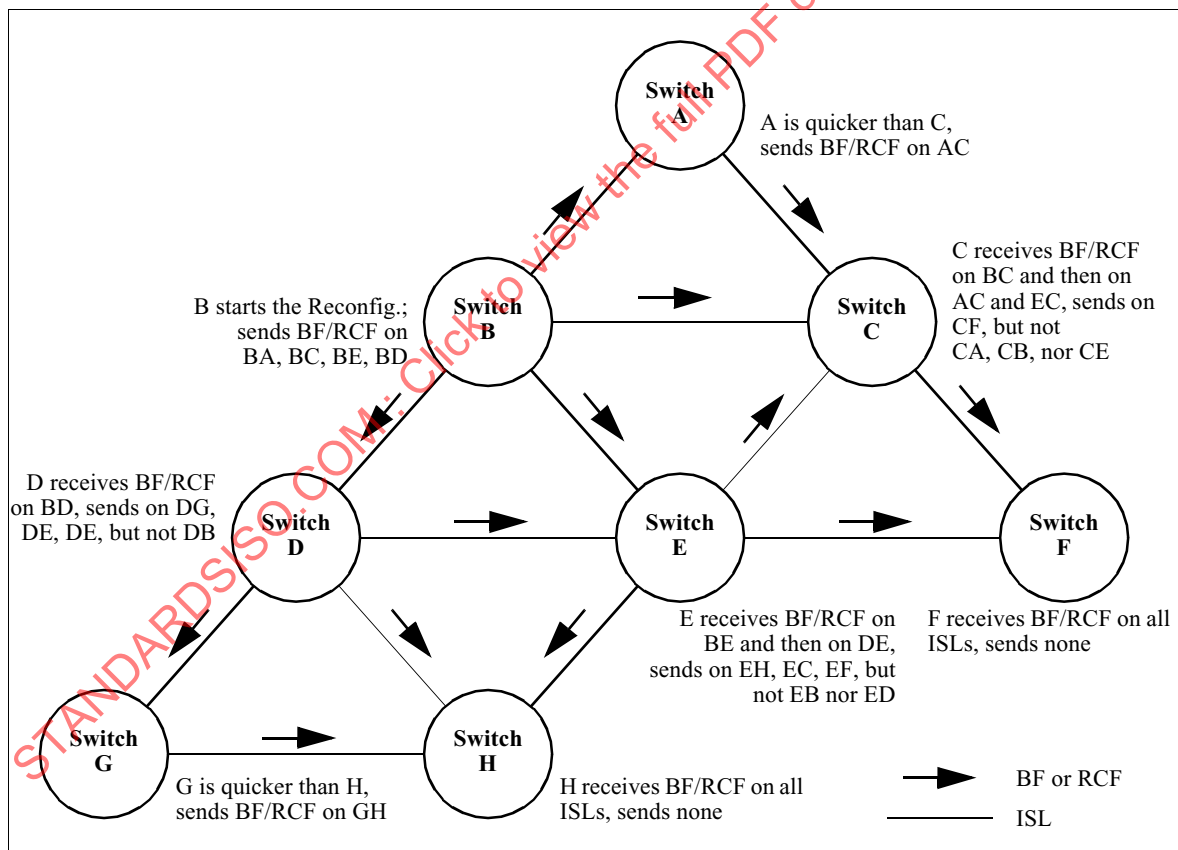 Switch
A
A is quicker than C,
sends BF/RCF on AC
B starts the Reconfig.;
sends BF/RCF on
BA, BC, BE, BD
Switch
B
Switch
C
C receives BF/RCF
on BC and then on
AC and EC, sends on
CF, but not
CA, CB, nor CE
D receives BF/RCF
on BD, sends on DG,
DE, DE, but not DB
Switch
D
Switch
E
Switch
F
E receives BF/RCF on
BE and then on DE,
sends on EH, EC, EF, but
not EB nor ED
F receives BF/RCF on all
ISLs, sends none
Switch
G
G is quicker than H,
sends BF/RCF on GH
Switch
H
H receives BF/RCF on all
ISLs, sends none
BF or RCF
ISL
STANDARDSISO.COM : Click to view the full PDF